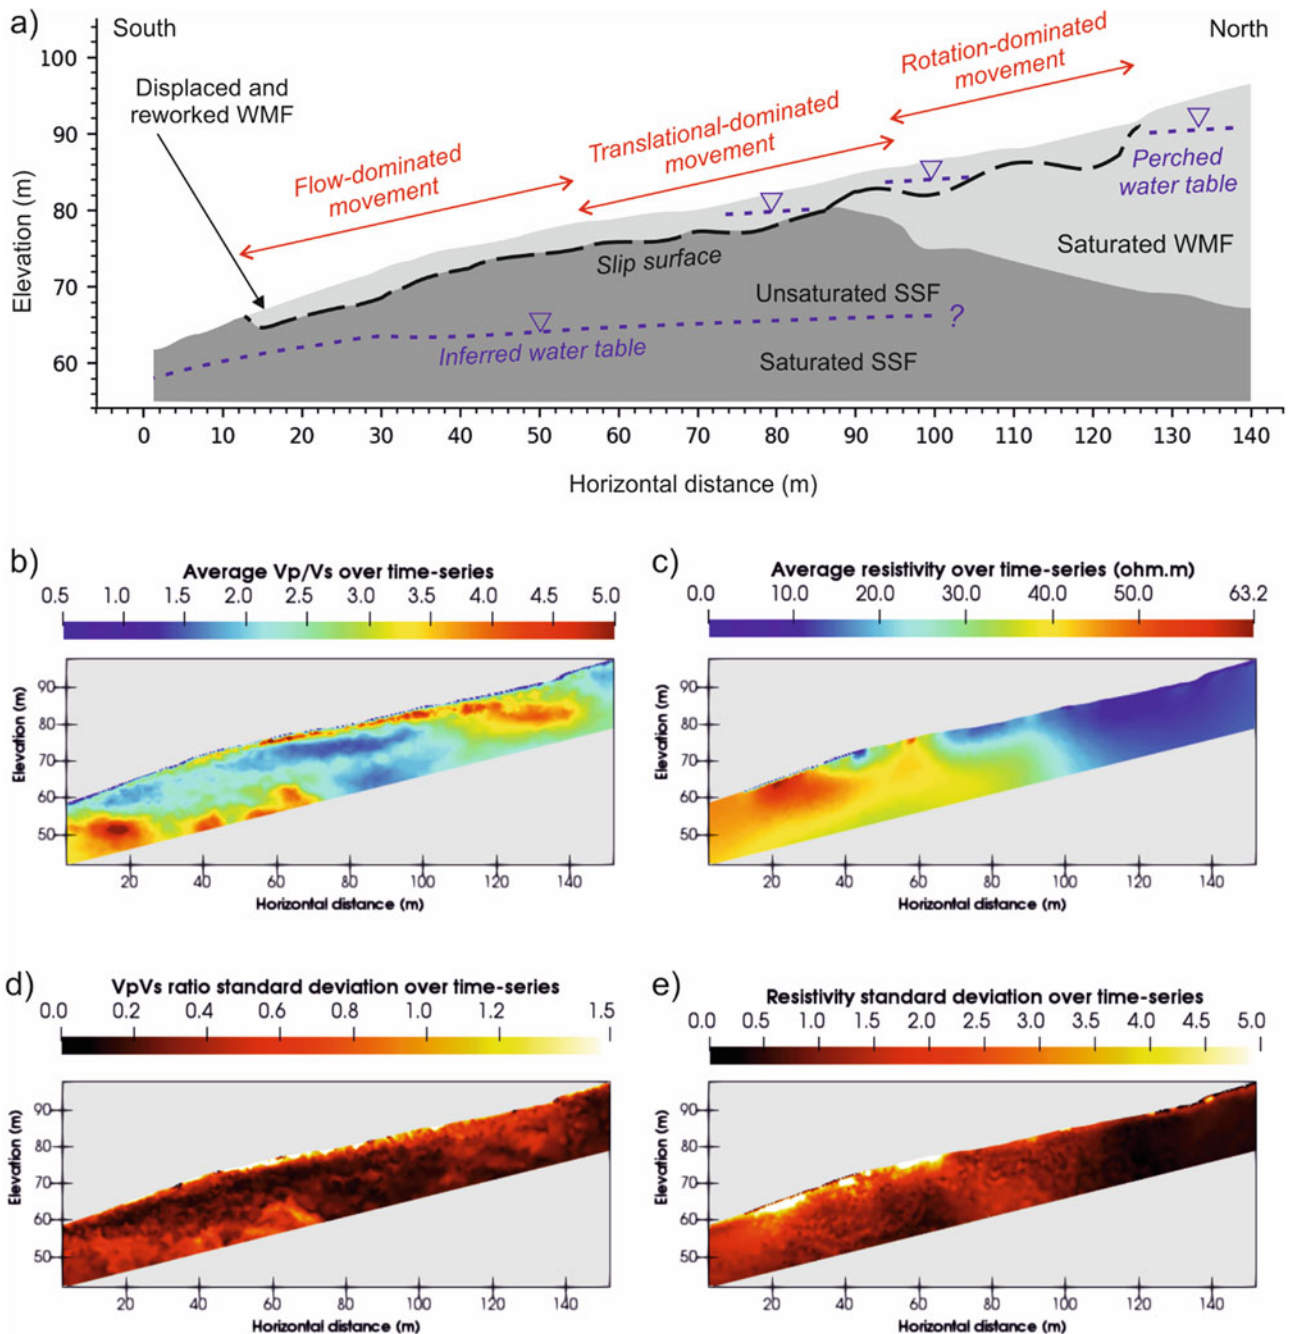 a)
South
North
100
90
80
70
60
Elevation (m)
Displaced and
reworked WMF
Flow-dominated
movement
Translational-dominated
movement
Rotation-dominated
movement
Perched
water table
Saturated WMF
Slip surface
Unsaturated SSF
?
Inferred water table
Saturated SSF
0 10 20 30 40 50 60 70 80 90 100 110 120 130 140
Horizontal distance (m)
b)
Average Vp/Vs over time-series
0.5 1.0 1.5 2.0 2.5 3.0 3.5 4.0 4.5 5.0
Elevation (m)
90
80
70
60
50
20 40 60 80 100 120 140
Horizontal distance (m)
c)
Average resistivity over time-series (ohm.m)
0.0 10.0 20.0 30.0 40.0 50.0 63.2
Elevation (m)
90
80
70
60
50
20 40 60 80 100 120 140
Horizontal distance (m)
d)
VpVs ratio standard deviation over time-series
0.0 0.2 0.4 0.6 0.8 1.0 1.2 1.5
Elevation (m)
90
80
70
60
50
20 40 60 80 100 120 140
Horizontal distance (m)
e)
Resistivity standard deviation over time-series
0.0 0.5 1.0 1.5 2.0 2.5 3.0 3.5 4.0 4.5 5.0
Elevation (m)
90
80
70
60
50
20 40 60 80 100 120 140
Horizontal distance (m)